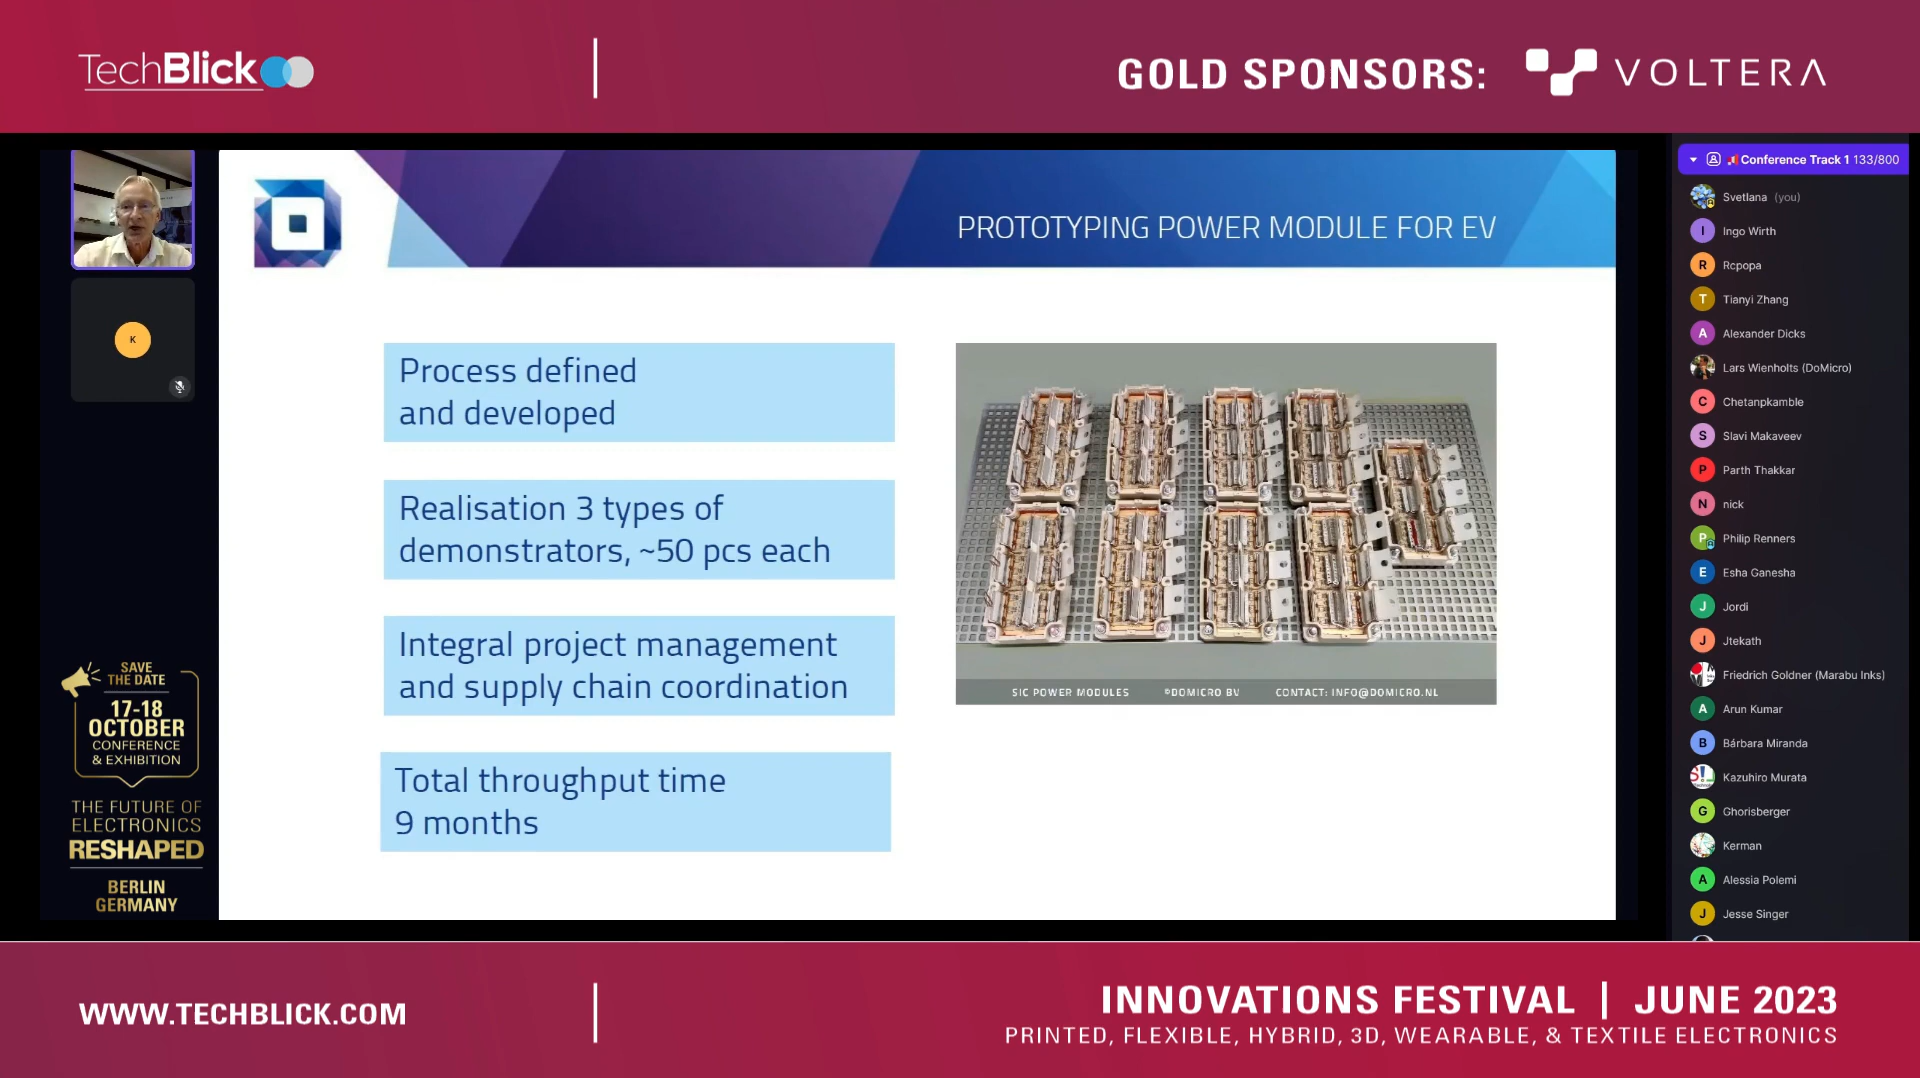 TechBlick
GOLD SPONSORS:
VOLTERA
K
SAVE
THE DATE
17-18
OCTOBER
CONFERENCE
& EXHIBITION
THE FUTURE OF
ELECTRONICS
RESHAPED
BERLIN
GERMANY
PROTOTYPING POWER MODULE FOR EV
Process defined
and developed
Realisation 3 types of
demonstrators, ~50 pcs each
Integral project management
and supply chain coordination
Total throughput time
9 months
SIC POWER MODULES ©DOMICRO BV CONTACT: INFO@DOMICRO.NL
Conference Track 1 133/800
Svetlana (you)
I Ingo Wirth
R Rcpopa
T Tianyi Zhang
A Alexander Dicks
Lars Wienholts (DoMicro)
C Chetanpkamble
S Slavi Makaveev
P Parth Thakkar
N nick
P Philip Renners
E Esha Ganesha
J Jordi
J Jtekath
Friedrich Goldner (Marabu Inks)
A Arun Kumar
B Bárbara Miranda
Kazuhiro Murata
G Ghorisberger
Kerman
A Alessia Polemi
J Jesse Singer
WWW.TECHBLICK.COM
INNOVATIONS FESTIVAL | JUNE 2023
PRINTED, FLEXIBLE, HYBRID, 3D, WEARABLE, & TEXTILE ELECTRONICS